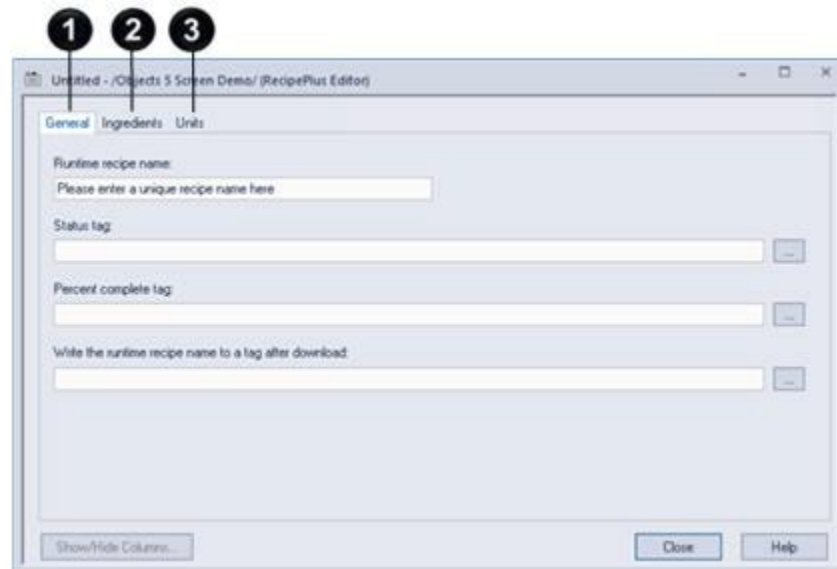 1 2 3
Untitled - /Objects 5 Screen Demo/ (RecipePlus Editor)
General Ingredients Units
Runtime recipe name:
Please enter a unique recipe name here
Status tag:
...
Percent complete tag:
...
Write the runtime recipe name to a tag after download:
...
Show/Hide Columns... Close Help